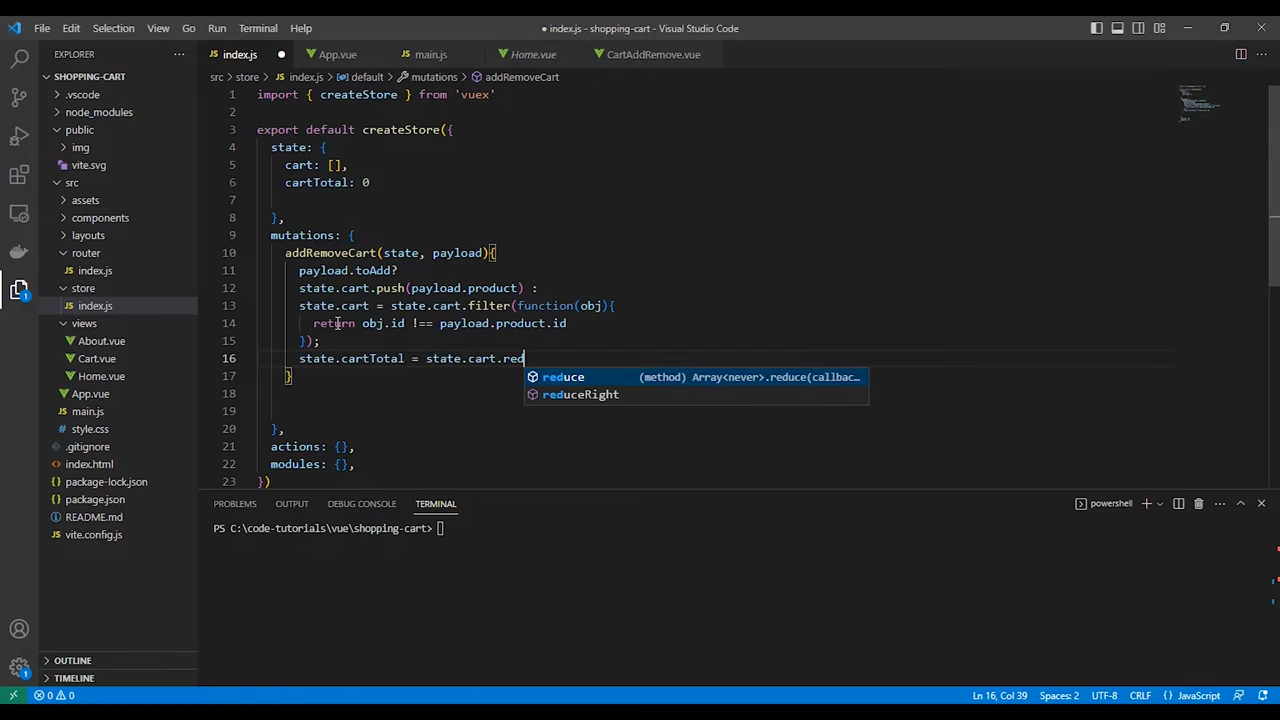 File Edit Selection View Go Run Terminal Help
● index.js - shopping-cart - Visual Studio Code
EXPLORER ···
SHOPPING-CART
.vscode
node_modules
public
img
vite.svg
src
assets
components
layouts
router
index.js
store
index.js
views
About.vue
Cart.vue
Home.vue
App.vue
main.js
style.css
.gitignore
index.html
package-lock.json
package.json
README.md
vite.config.js
OUTLINE
TIMELINE
index.js ● App.vue main.js Home.vue CartAddRemove.vue
src > store > JS index.js > default > mutations > addRemoveCart
1 import { createStore } from 'vuex'
2
3 export default createStore({
4 state: {
5 cart: [],
6 cartTotal: 0
7
8 },
9 mutations: {
10 addRemoveCart(state, payload){
11 payload.toAdd?
12 state.cart.push(payload.product) :
13 state.cart = state.cart.filter(function(obj){
14 return obj.id !== payload.product.id
15 });
16 state.cartTotal = state.cart.red
reduce (method) Array<never>.reduce(callbac…
reduceRight
17 }
18
19
20 },
21 actions: {},
22 modules: {},
23 })
PROBLEMS OUTPUT DEBUG CONSOLE TERMINAL
powershell
PS C:\code-tutorials\vue\shopping-cart>
0 0
Ln 16, Col 39 Spaces: 2 UTF-8 CRLF {} JavaScript